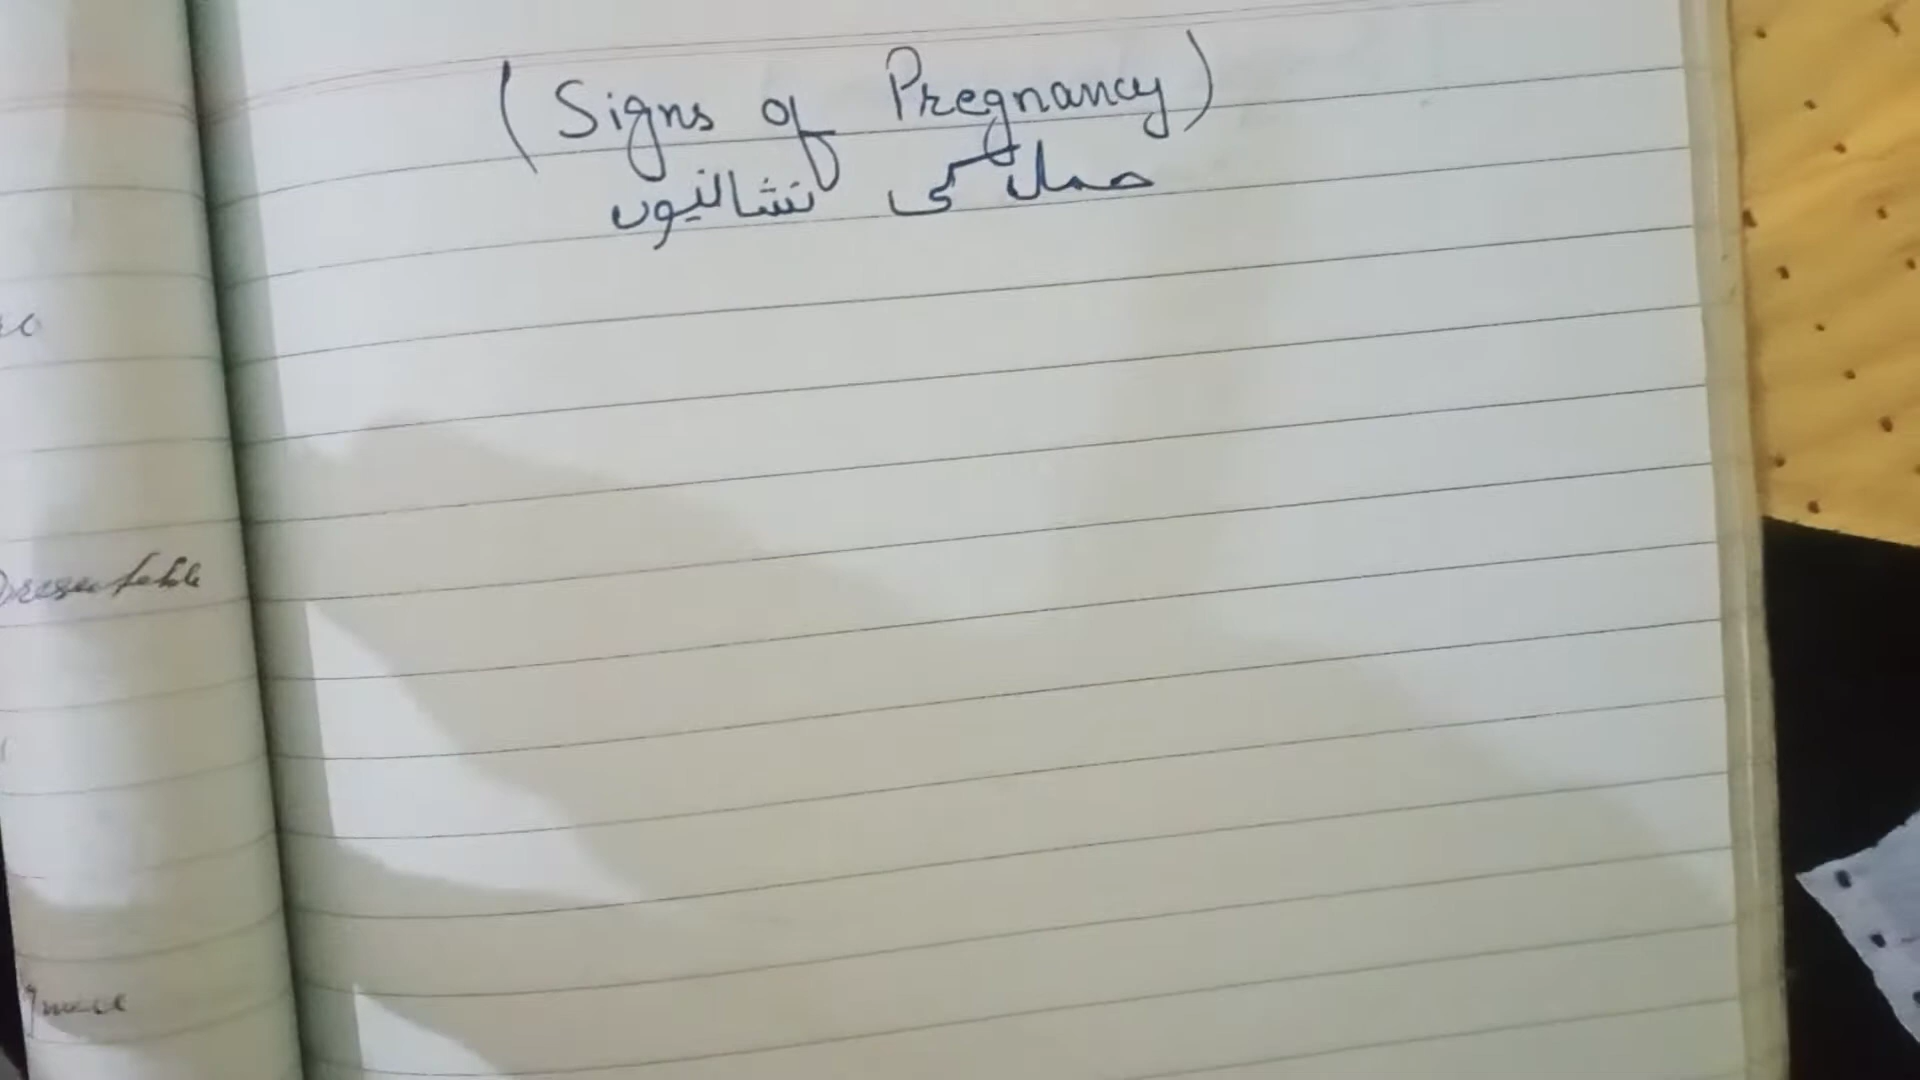 (Signs of Pregnancy)
حمل کی نشانیوں